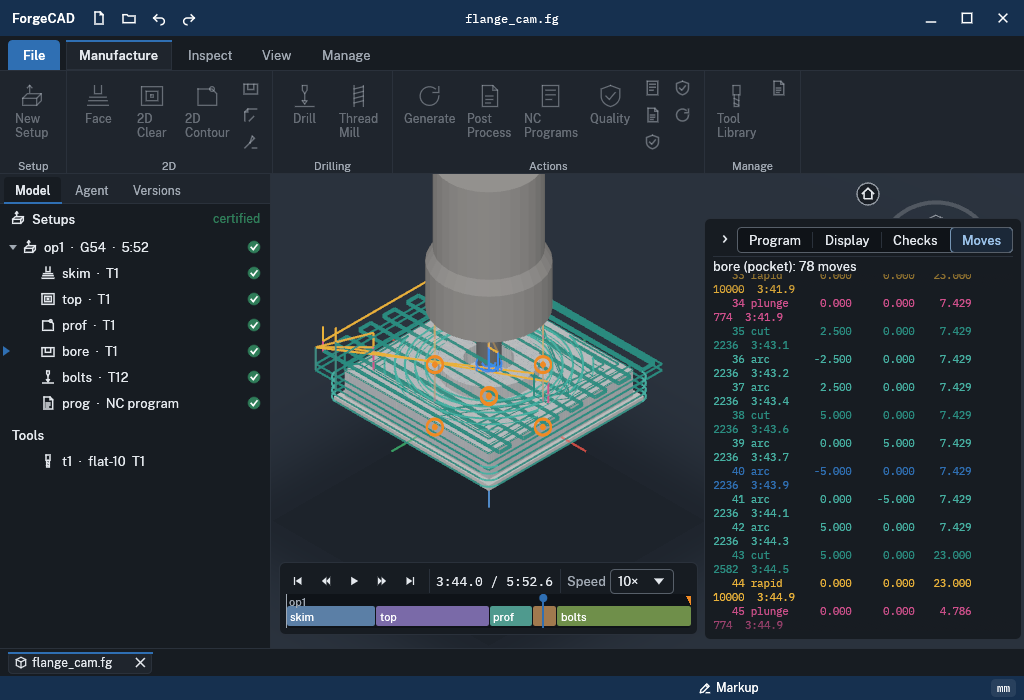 ForgeCAD
flange_cam.fg
File
Manufacture
Inspect
View
Manage
New Setup
Face
2D Clear
2D Contour
Drill
Thread Mill
Generate
Post Process
NC Programs
Quality
Tool Library
Setup
2D
Drilling
Actions
Manage
Model
Agent
Versions
Setups
certified
op1 · G54 · 5:52
skim · T1
top · T1
prof · T1
bore · T1
bolts · T12
prog · NC program
Tools
t1 · flat-10 T1
Program
Display
Checks
Moves
bore (pocket): 78 moves
33 rapid 0.000 0.000 23.000
10000 3:41.9
34 plunge 0.000 0.000 7.429
774 3:41.9
35 cut 2.500 0.000 7.429
2236 3:43.1
36 arc -2.500 0.000 7.429
2236 3:43.2
37 arc 2.500 0.000 7.429
2236 3:43.4
38 cut 5.000 0.000 7.429
2236 3:43.6
39 arc 0.000 5.000 7.429
2236 3:43.7
40 arc -5.000 0.000 7.429
2236 3:43.9
41 arc 0.000 -5.000 7.429
2236 3:44.1
42 arc 5.000 0.000 7.429
2236 3:44.3
43 cut 5.000 0.000 23.000
2582 3:44.5
44 rapid 0.000 0.000 23.000
10000 3:44.9
45 plunge 0.000 0.000 4.786
774 3:44.9
3:44.0 / 5:52.6
Speed
10×
op1
skim
top
prof
bolts
flange_cam.fg
Markup
mm